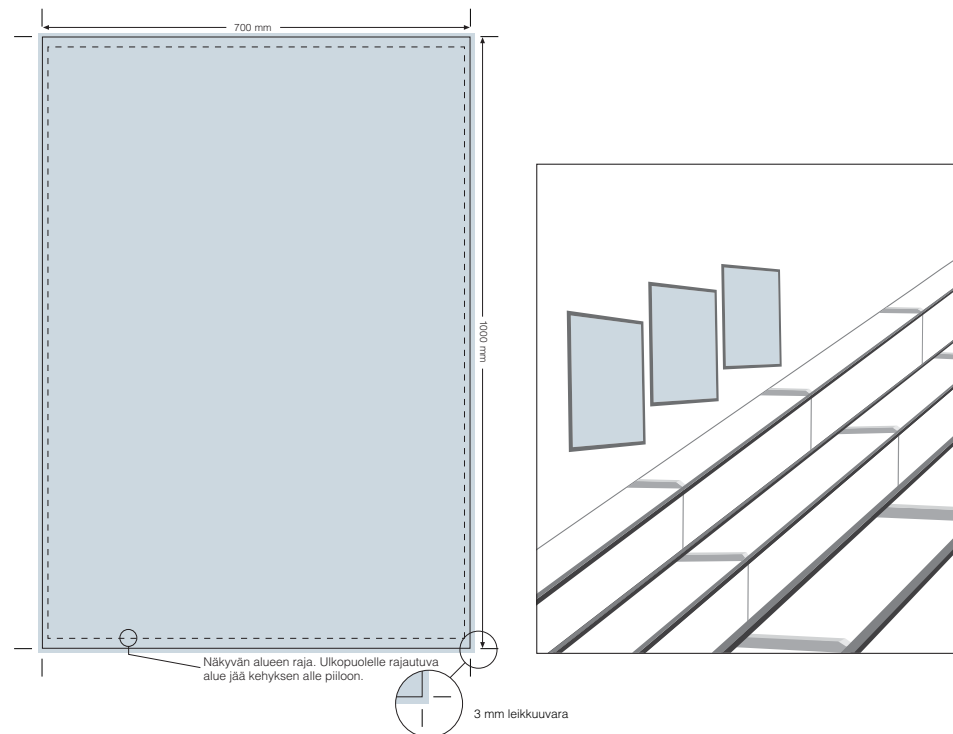 700 mm
1000 mm
Näkyvän alueen raja. Ulkopuolelle rajautuva
alue jää kehyksen alle piiloon.
3 mm leikkuuvara